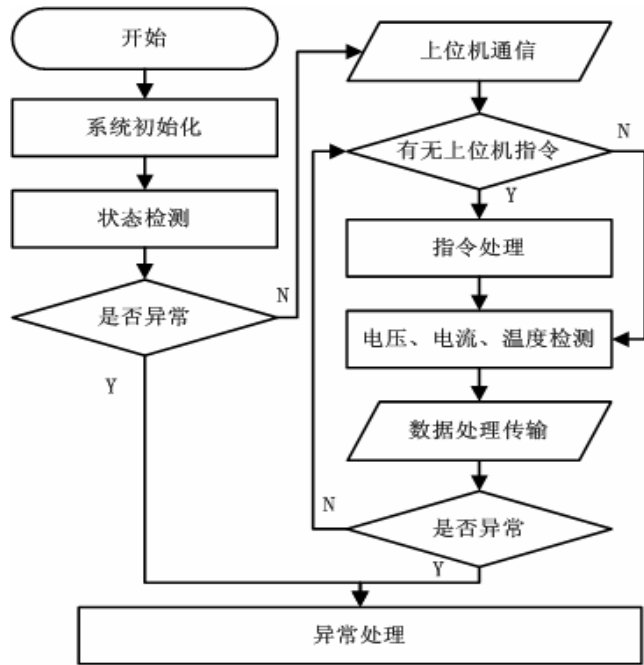 开始
系统初始化
状态检测
是否异常
N
Y
上位机通信
有无上位机指令
N
Y
指令处理
电压、电流、温度检测
数据处理传输
是否异常
N
Y
异常处理